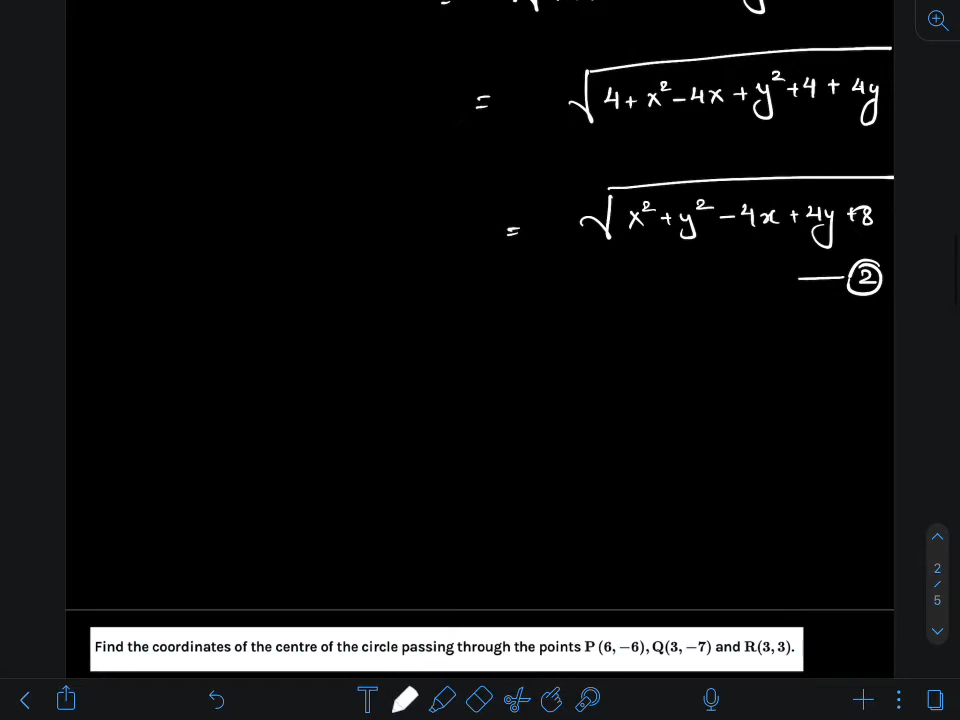 = √4 + x² - 4x + y² + 4 + 4y
= √x² + y² - 4x + 4y + 8
— ②
2
/
5
Find the coordinates of the centre of the circle passing through the points P (6, −6), Q(3, −7) and R(3, 3).
T